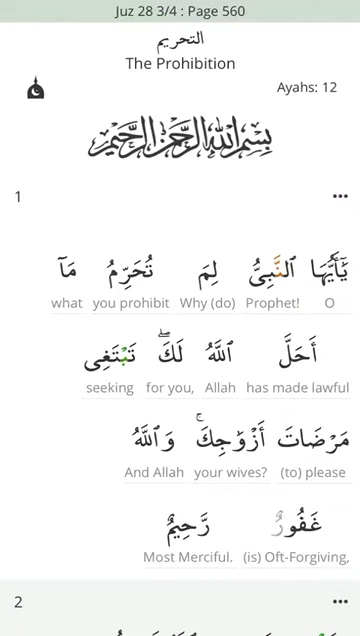 Juz 28 3/4 : Page 560
التحريم
The Prohibition
Ayahs: 12
بِسْمِ اللَّهِ الرَّحْمَٰنِ الرَّحِيمِ
1
يَٰٓأَيُّهَا ٱلنَّبِىُّ لِمَ تُحَرِّمُ مَآ
what you prohibit Why (do) Prophet! O
أَحَلَّ ٱللَّهُ لَكَ ۖ تَبْتَغِى
seeking for you, Allah has made lawful
مَرْضَاتَ أَزْوَٰجِكَ ۚ وَٱللَّهُ
And Allah your wives? (to) please
غَفُورٌ رَّحِيمٌ
Most Merciful. (is) Oft-Forgiving,
2